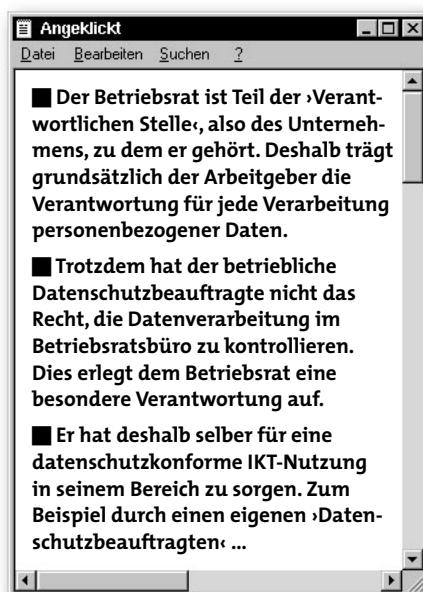 Angeklickt
Datei Bearbeiten Suchen ?
Der Betriebsrat ist Teil der ›Verant-
wortlichen Stelle‹, also des Unterneh-
mens, zu dem er gehört. Deshalb trägt
grundsätzlich der Arbeitgeber die
Verantwortung für jede Verarbeitung
personenbezogener Daten.
Trotzdem hat der betriebliche
Datenschutzbeauftragte nicht das
Recht, die Datenverarbeitung im
Betriebsratsbüro zu kontrollieren.
Dies erlegt dem Betriebsrat eine
besondere Verantwortung auf.
Er hat deshalb selber für eine
datenschutzkonforme IKT-Nutzung
in seinem Bereich zu sorgen. Zum
Beispiel durch einen eigenen ›Daten-
schutzbeauftragten‹ ...